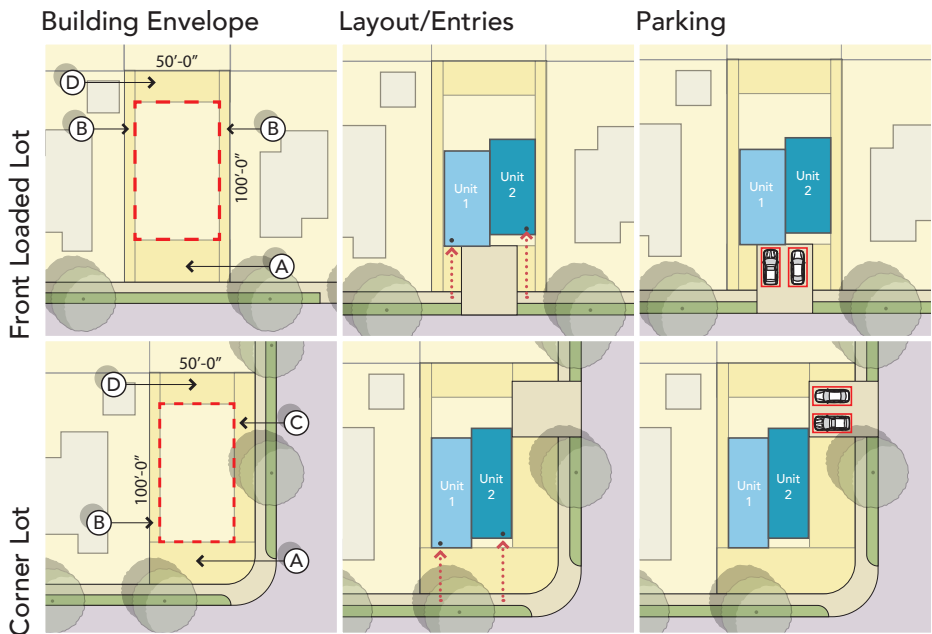 Building Envelope
Layout/Entries
Parking
Front Loaded Lot
50’-0”
D
B
B
100’-0”
A
Unit
1
Unit
2
Unit
1
Unit
2
Corner Lot
50’-0”
D
C
100’-0”
B
A
Unit
1
Unit
2
Unit
1
Unit
2